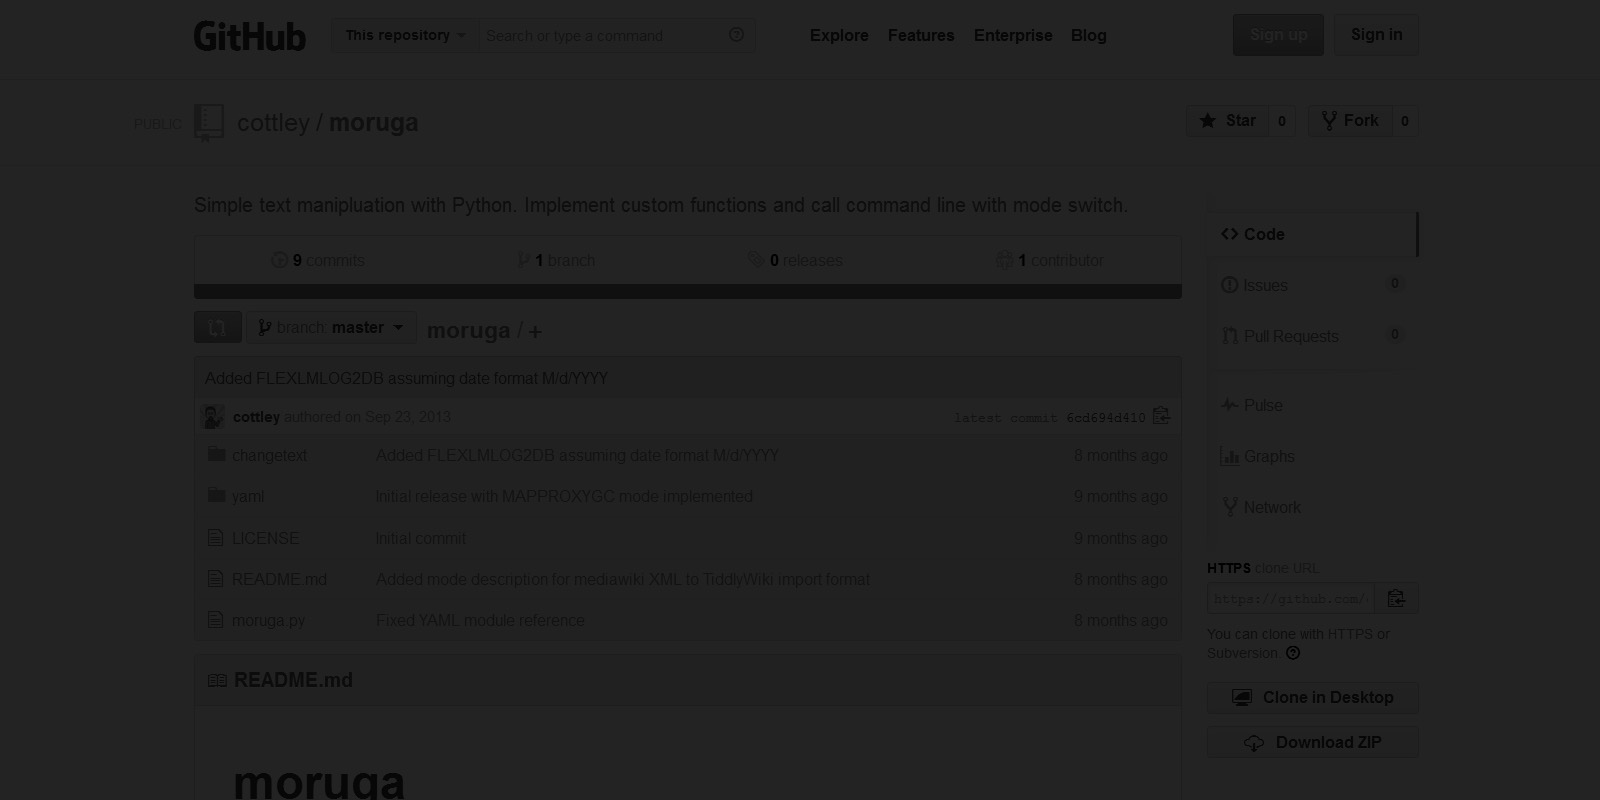 GitHub This repository Search or type a command Explore Features Enterprise Blog Sign up Sign in
PUBLIC cottley / moruga Star 0 Fork 0
Simple text manipluation with Python. Implement custom functions and call command line with mode switch.
9 commits 1 branch 0 releases 1 contributor
branch: master moruga / +
Added FLEXLMLOG2DB assuming date format M/d/YYYY
cottley authored on Sep 23, 2013 latest commit 6cd694d410
changetext Added FLEXLMLOG2DB assuming date format M/d/YYYY 8 months ago
yaml Initial release with MAPPROXYGC mode implemented 9 months ago
LICENSE Initial commit 9 months ago
README.md Added mode description for mediawiki XML to TiddlyWiki import format 8 months ago
moruga.py Fixed YAML module reference 8 months ago
README.md
moruga
Code
Issues 0
Pull Requests 0
Pulse
Graphs
Network
HTTPS clone URL
https://github.com/
You can clone with HTTPS or
Subversion.
Clone in Desktop
Download ZIP